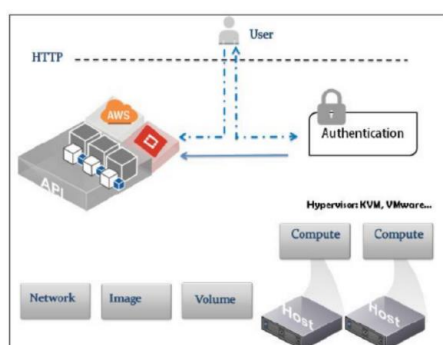 User
HTTP
AWS
API
Authentication
Hypervisor: KVM, VMware...
Compute
Compute
Network
Image
Volume
Host
Host